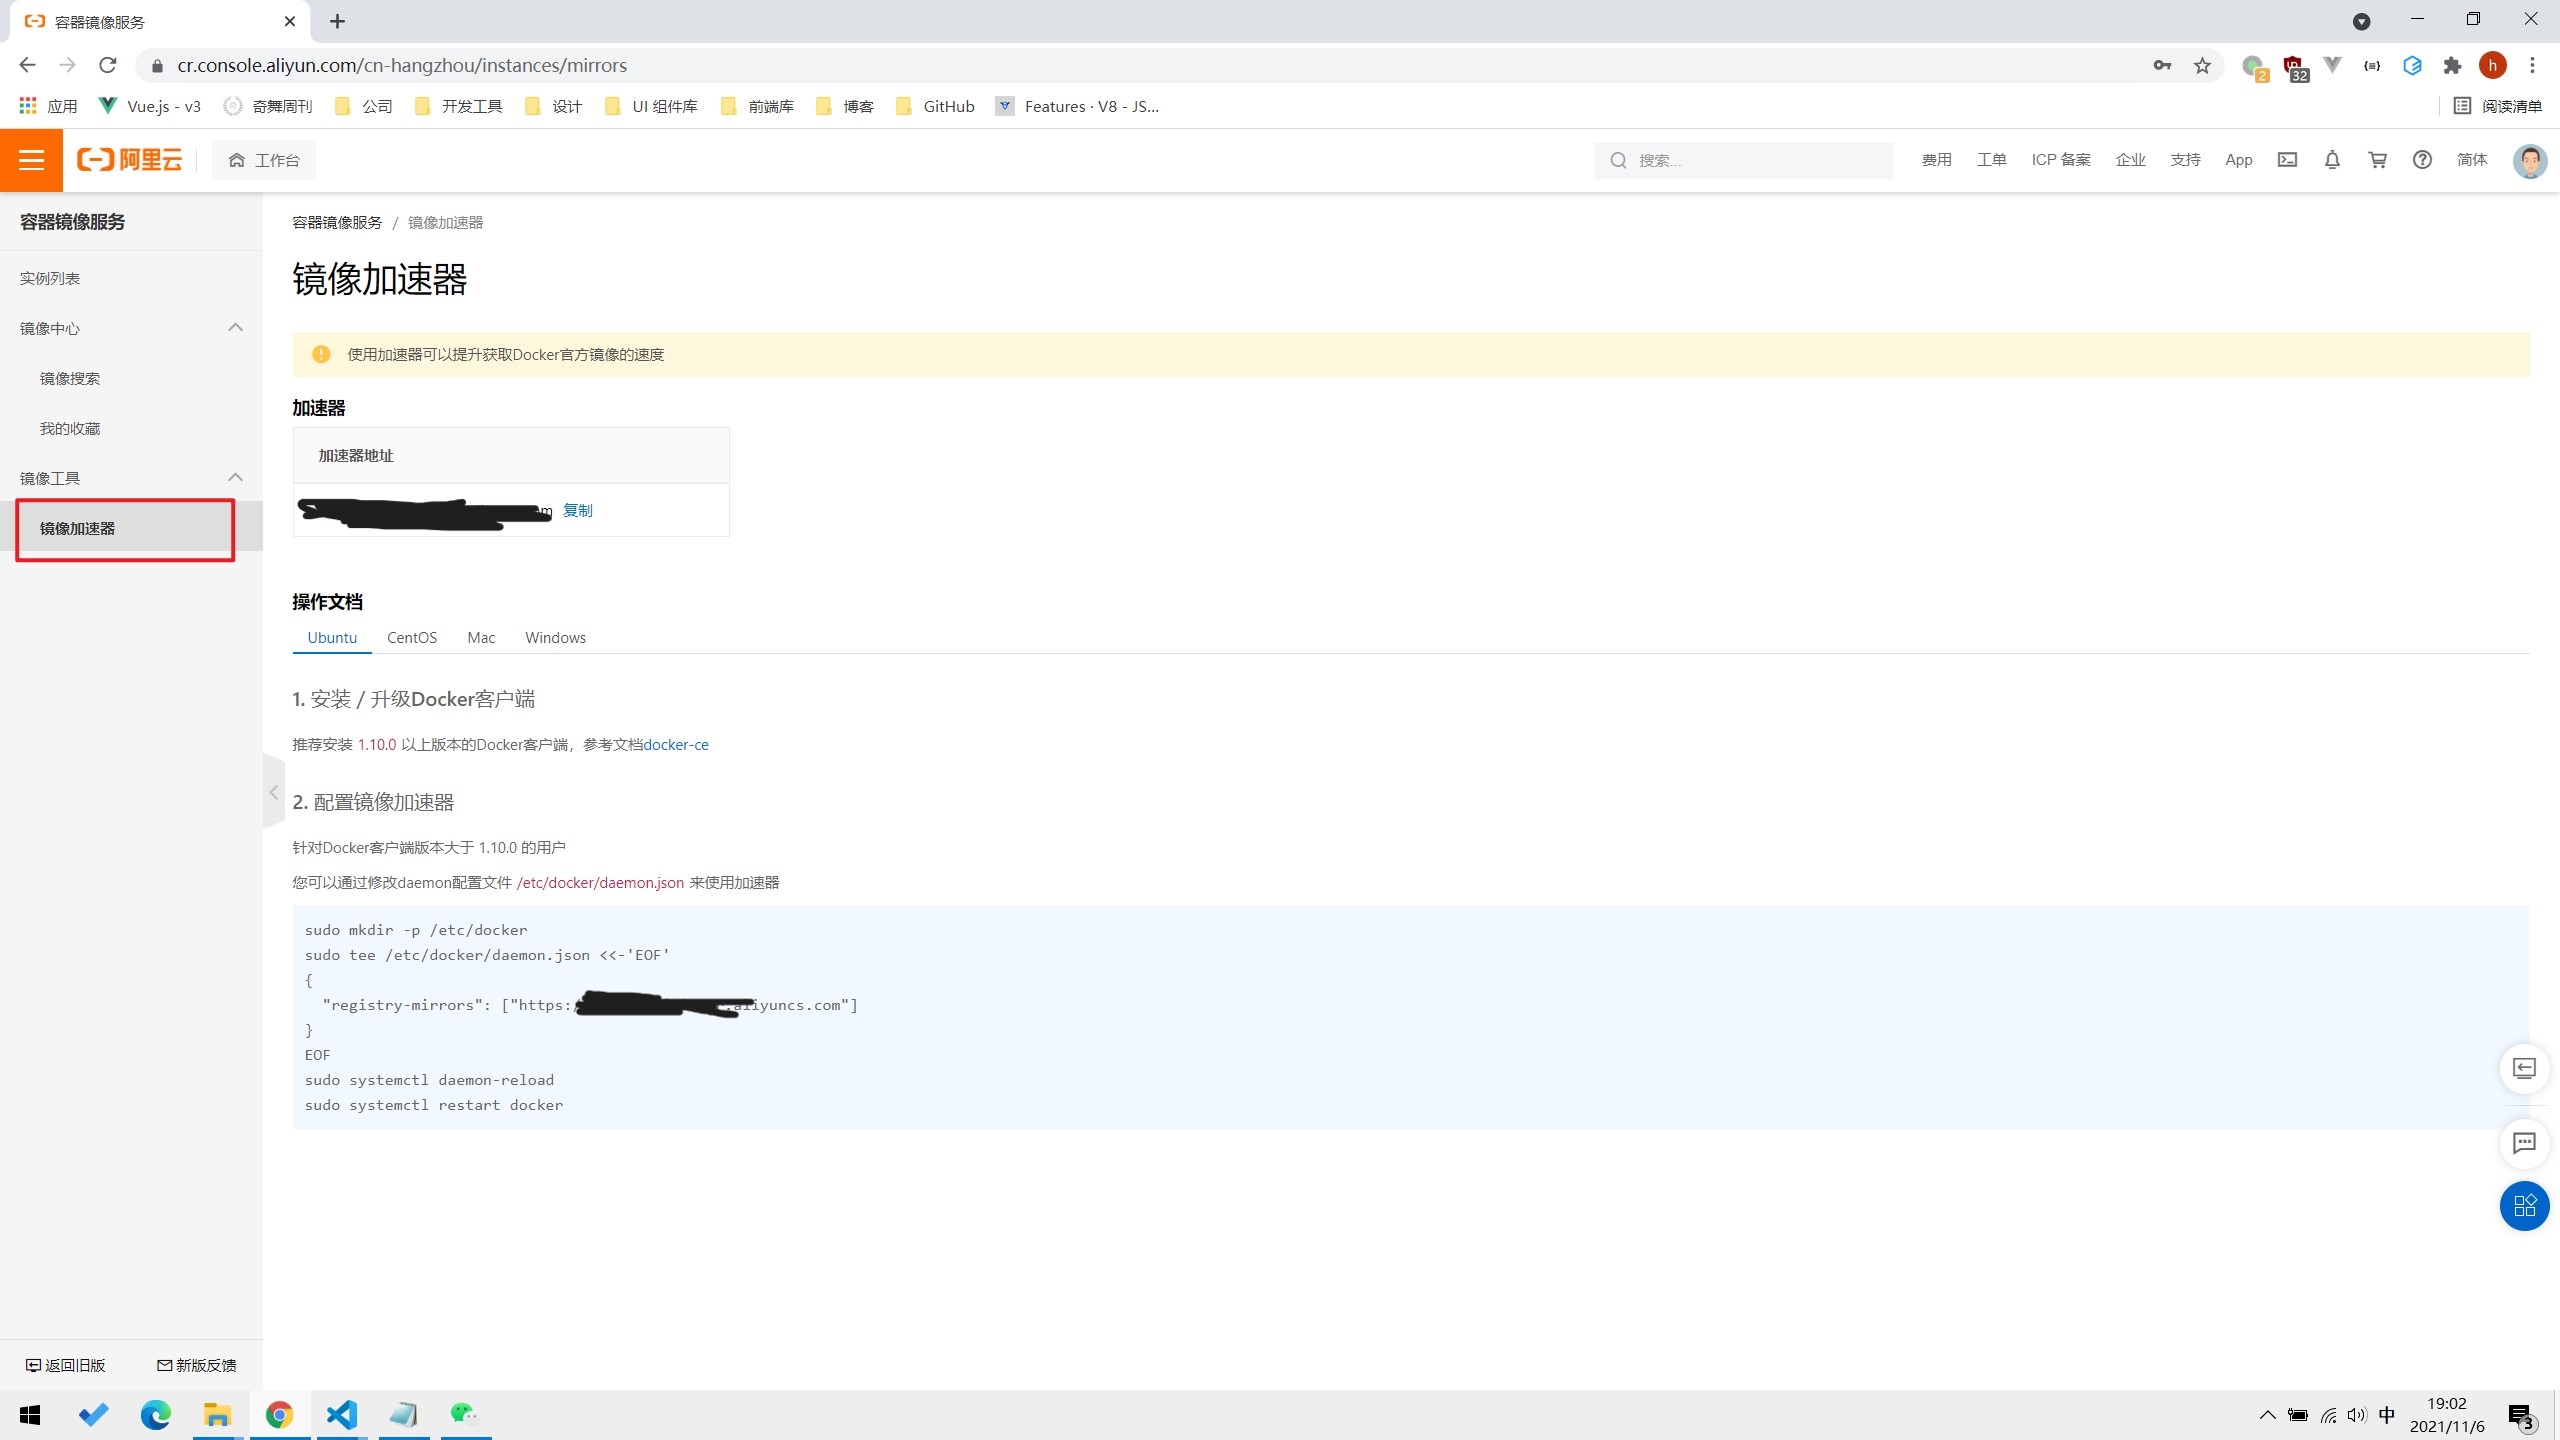 容器镜像服务
cr.console.aliyun.com/cn-hangzhou/instances/mirrors
2
32
h
应用
Vue.js - v3
奇舞周刊
公司
开发工具
设计
UI 组件库
前端库
博客
GitHub
Features · V8 - JS...
阅读清单
阿里云
工作台
搜索...
费用
工单
ICP 备案
企业
支持
App
简体
容器镜像服务
实例列表
镜像中心
镜像搜索
我的收藏
镜像工具
镜像加速器
返回旧版
新版反馈
容器镜像服务 / 镜像加速器
镜像加速器
使用加速器可以提升获取Docker官方镜像的速度
加速器
加速器地址
复制
操作文档
Ubuntu
CentOS
Mac
Windows
1. 安装 / 升级Docker客户端
推荐安装 1.10.0 以上版本的Docker客户端，参考文档docker-ce
2. 配置镜像加速器
针对Docker客户端版本大于 1.10.0 的用户
您可以通过修改daemon配置文件 /etc/docker/daemon.json 来使用加速器
sudo mkdir -p /etc/docker
sudo tee /etc/docker/daemon.json <<-'EOF'
{
"registry-mirrors": ["https:/ .aliyuncs.com"]
}
EOF
sudo systemctl daemon-reload
sudo systemctl restart docker
中
19:02
2021/11/6
3